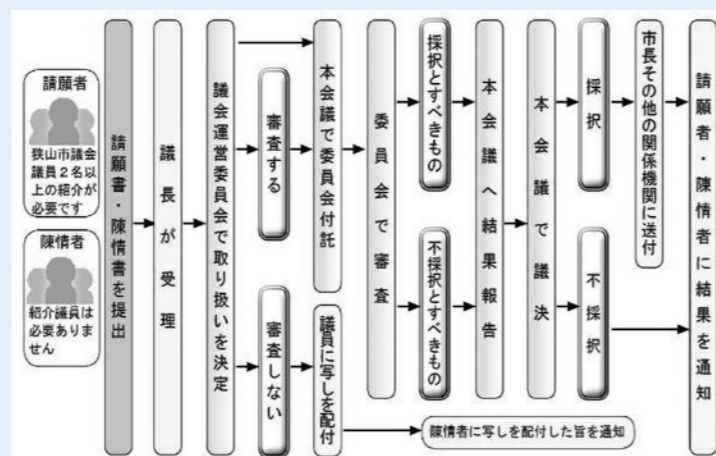 請願者
狭山市議会
議員２名以
上の紹介が
必要です
陳情者
紹介議員は
必要ありま
せん
請願書・陳情書を提出
議長が受理
議会運営委員会で取り扱いを決定
審査する
審査しない
本会議で委員会付託
議員に写しを配付
委員会で審査
採択とすべきもの
不採択とすべきもの
本会議へ結果報告
本会議で議決
採択
不採択
市長その他の関係機関に送付
請願者・陳情者に結果を通知
陳情者に写しを配付した旨を通知